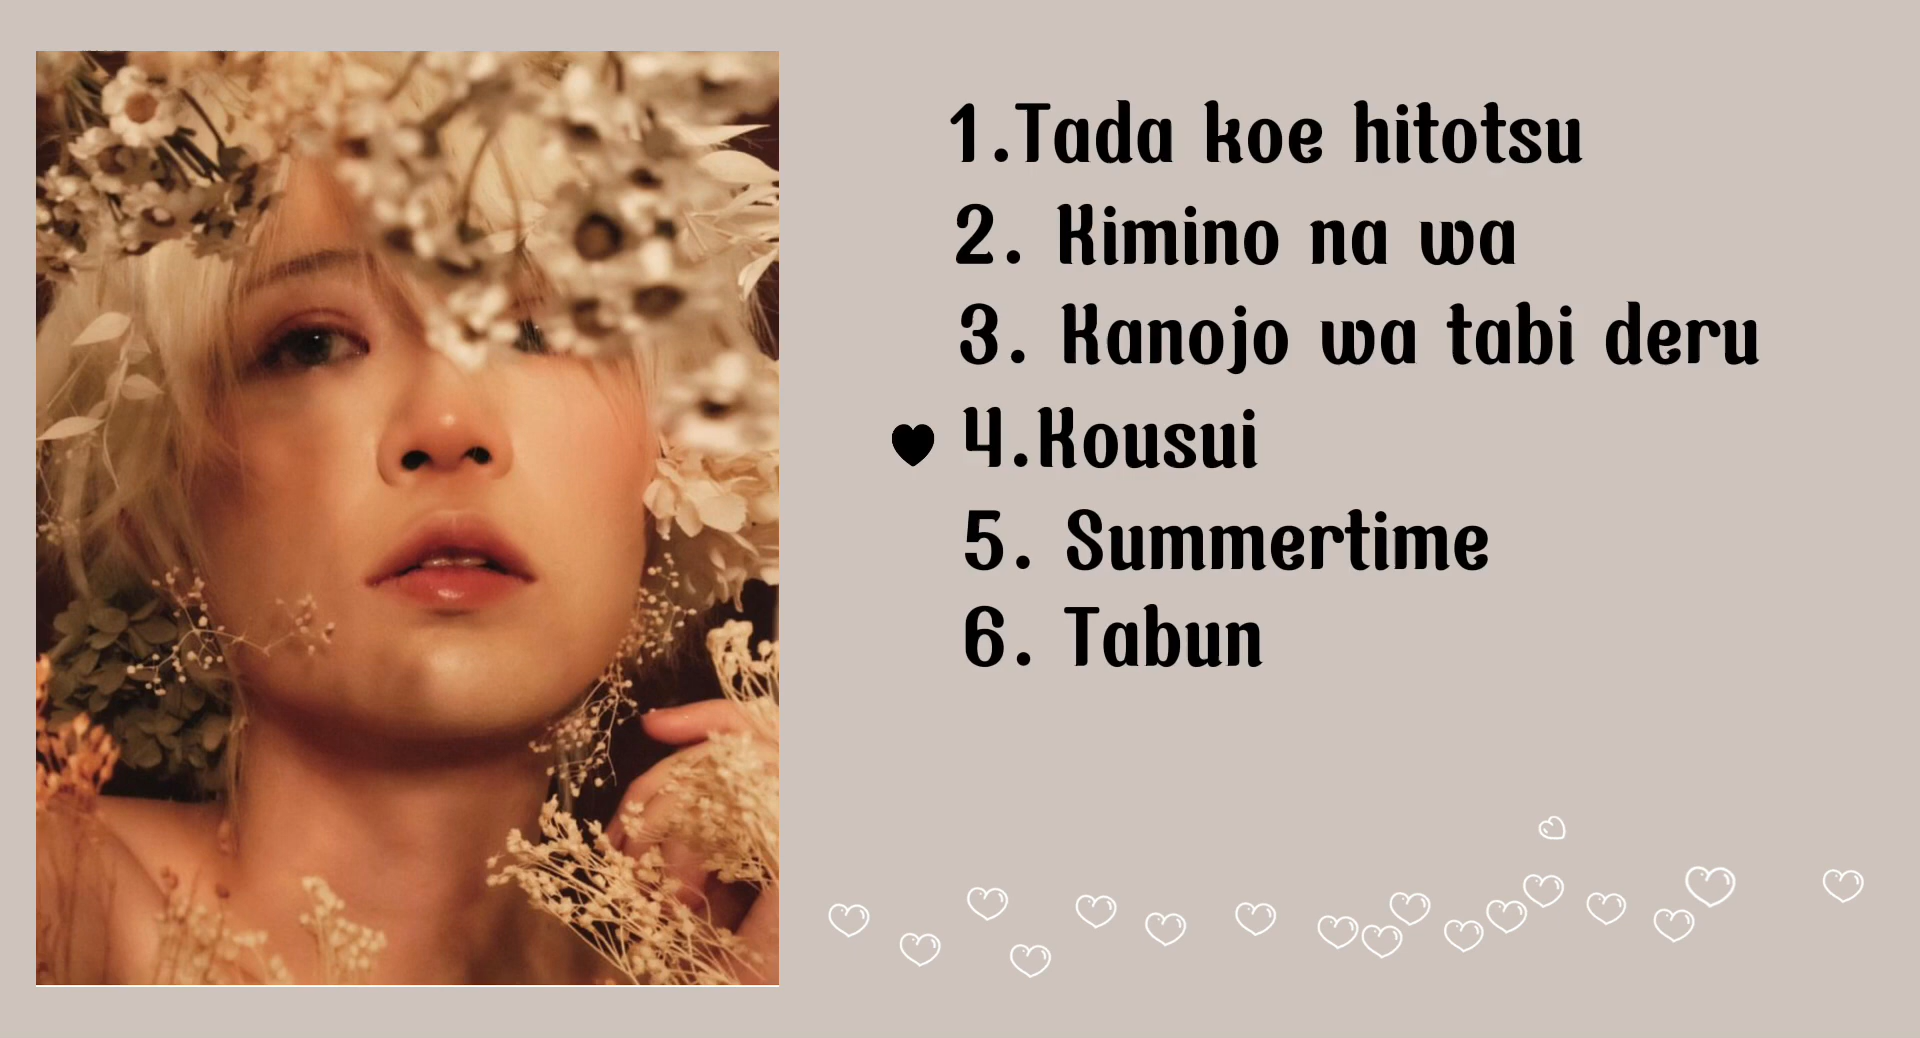 1.Tada koe hitotsu
2. Kimino na wa
3. Kanojo wa tabi deru
4.Kousui
5. Summertime
6. Tabun